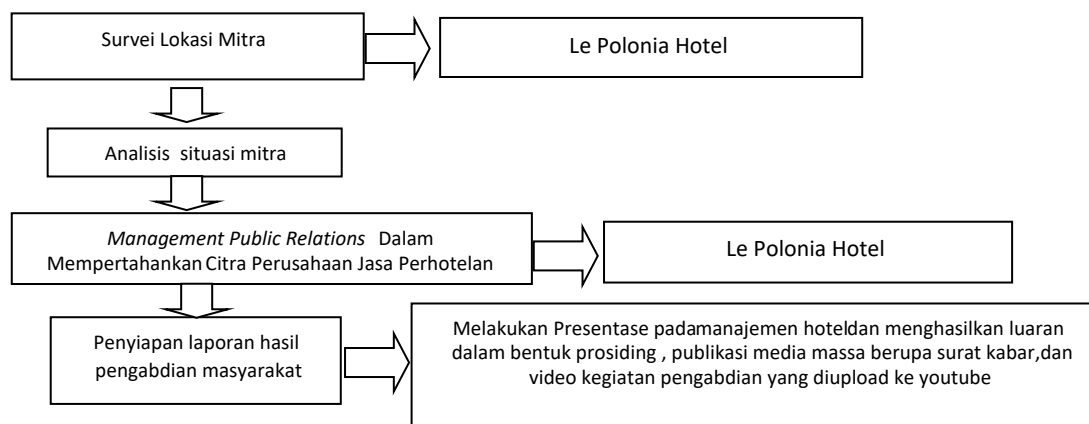 Survei Lokasi Mitra
Le Polonia Hotel
Analisis situasi mitra
Management Public Relations Dalam
Mempertahankan Citra Perusahaan Jasa Perhotelan
Le Polonia Hotel
Penyiapan laporan hasil
pengabdian masyarakat
Melakukan Presentase padamanajemen hoteldan menghasilkan luaran
dalam bentuk prosiding , publikasi media massa berupa surat kabar,dan
video kegiatan pengabdian yang diupload ke youtube